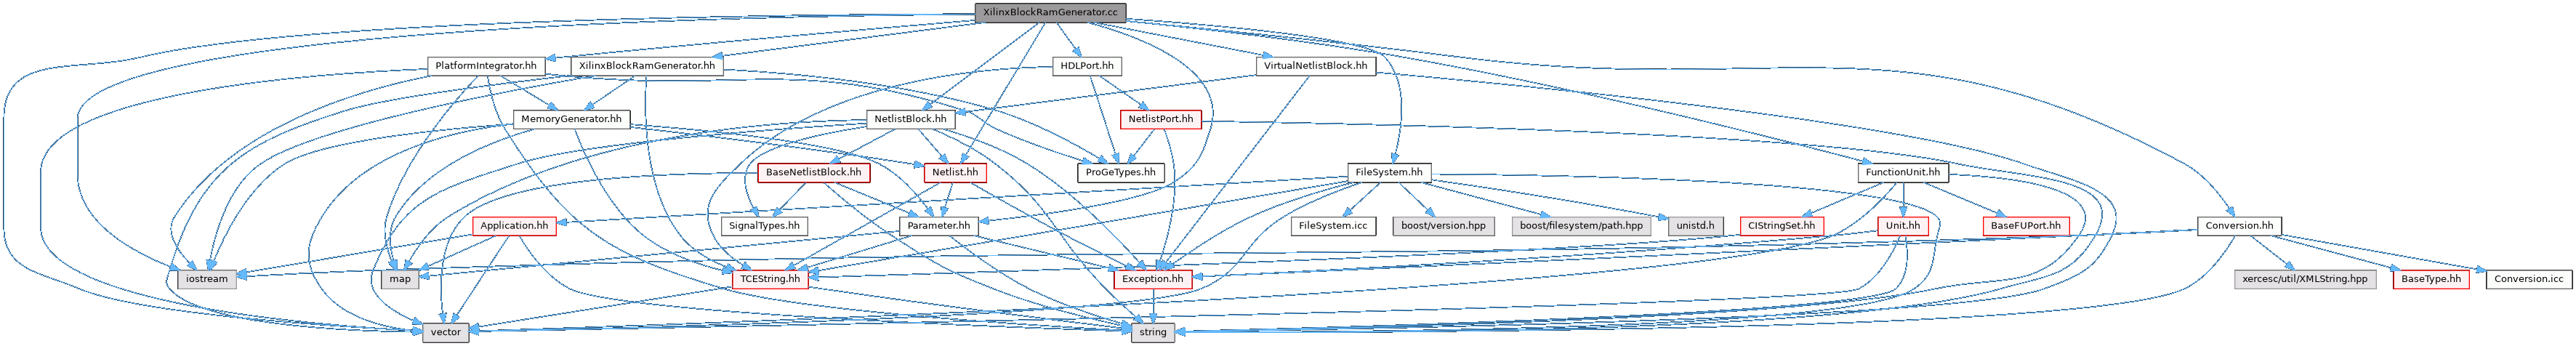 XilinxBlockRamGenerator.cc
PlatformIntegrator.hh
XilinxBlockRamGenerator.hh
HDLPort.hh
VirtualNetlistBlock.hh
MemoryGenerator.hh
NetlistBlock.hh
NetlistPort.hh
BaseNetlistBlock.hh
Netlist.hh
ProGeTypes.hh
FileSystem.hh
FunctionUnit.hh
Application.hh
SignalTypes.hh
Parameter.hh
FileSystem.icc
boost/version.hpp
boost/filesystem/path.hpp
unistd.h
CIStringSet.hh
Unit.hh
BaseFUPort.hh
Conversion.hh
iostream
map
TCEString.hh
Exception.hh
xercesc/util/XMLString.hpp
BaseType.hh
Conversion.icc
vector
string